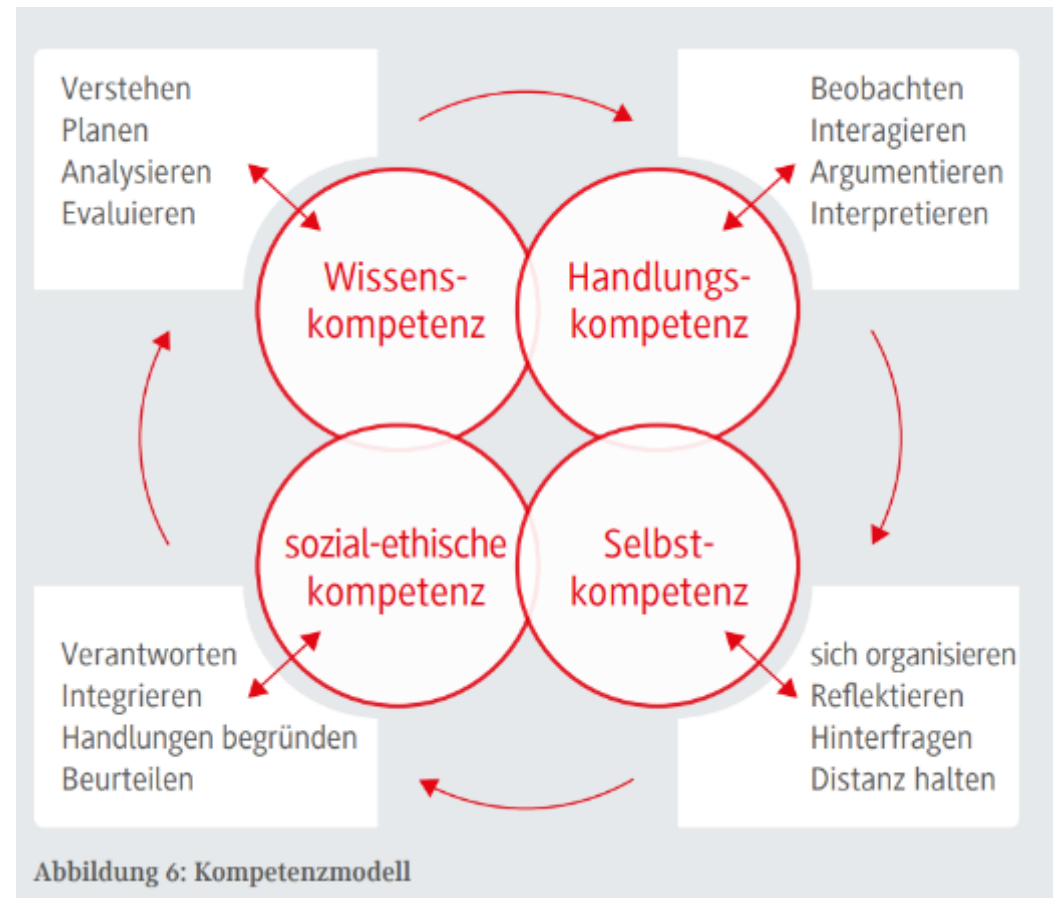 Verstehen
Planen
Analysieren
Evaluieren
Beobachten
Interagieren
Argumentieren
Interpretieren
Wissens-
kompetenz
Handlungs-
kompetenz
sozial-ethische
kompetenz
Selbst-
kompetenz
Verantworten
Integrieren
Handlungen begründen
Beurteilen
sich organisieren
Reflektieren
Hinterfragen
Distanz halten
Abbildung 6: Kompetenzmodell